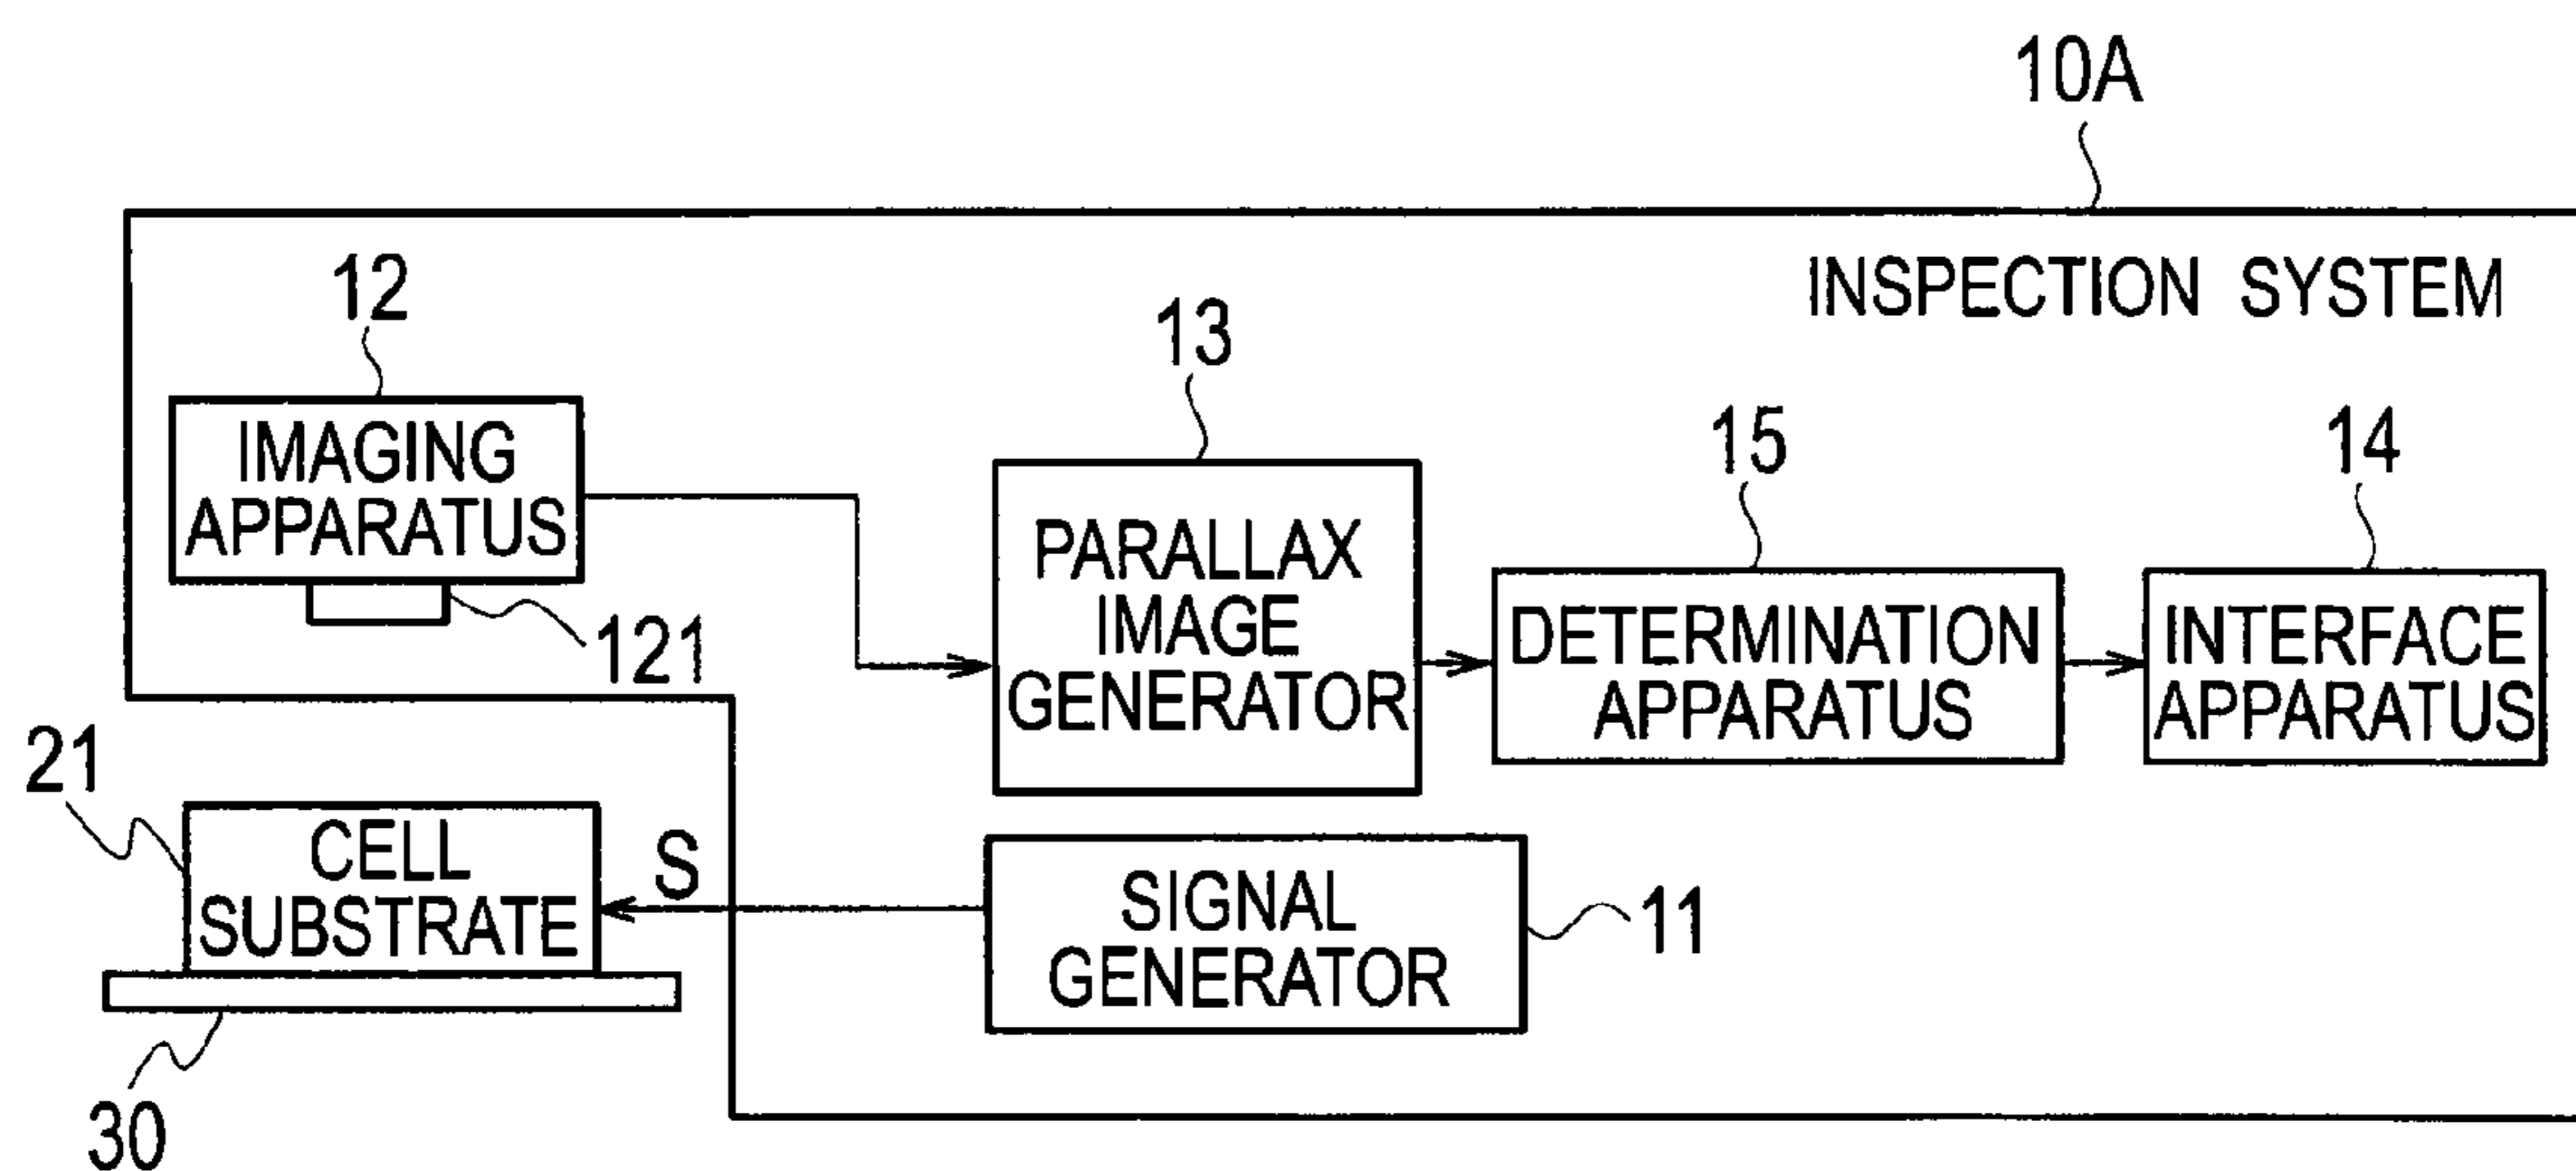 10A
INSPECTION SYSTEM
12
IMAGING
APPARATUS
121
13
PARALLAX
IMAGE
GENERATOR
15
DETERMINATION
APPARATUS
14
INTERFACE
APPARATUS
21
CELL
SUBSTRATE
S
SIGNAL
GENERATOR
11
30